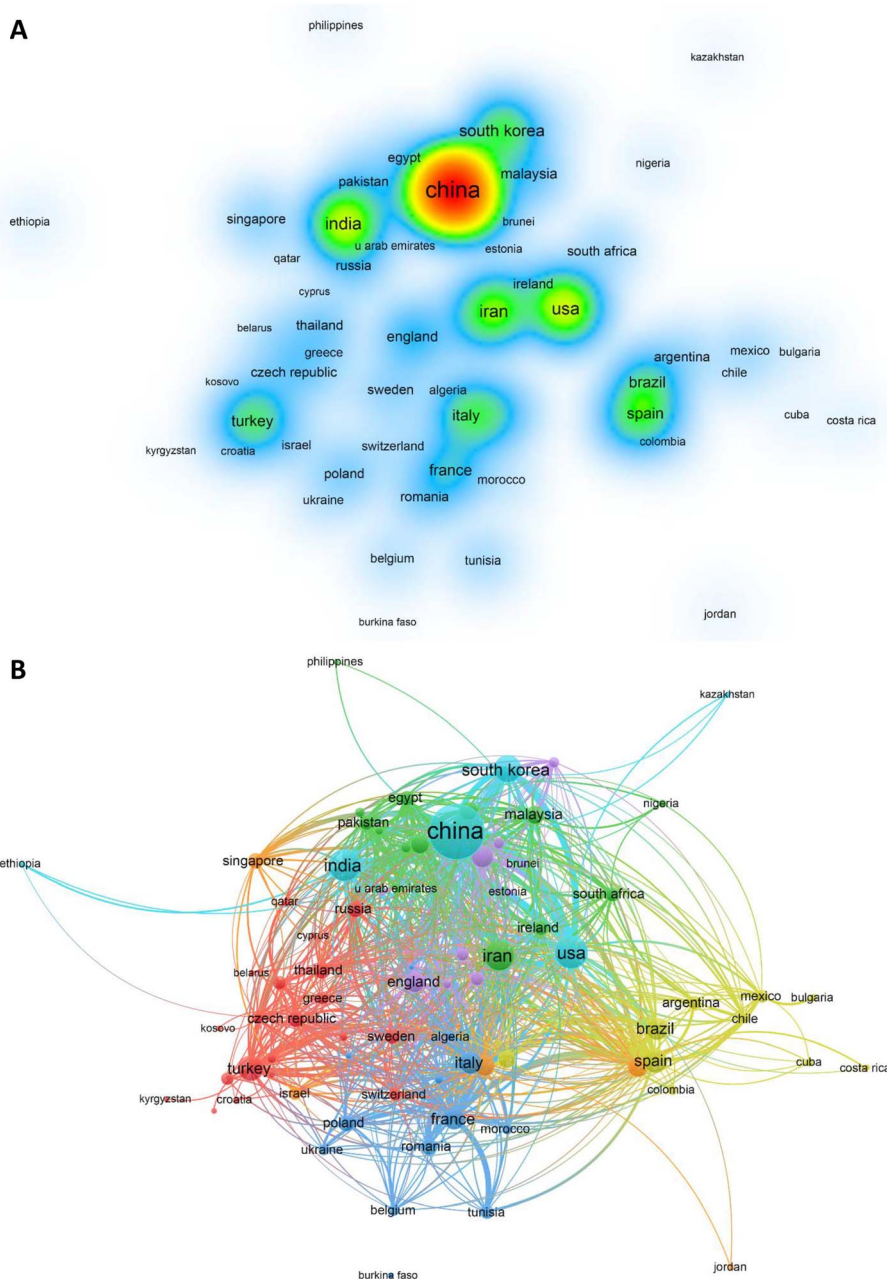 A
philippines
kazakhstan
south korea
egypt
nigeria
malaysia
pakistan
china
singapore
ethiopia
india
brunei
u arab emirates
estonia
south africa
qatar
russia
ireland
cyprus
iran
usa
thailand
belarus
england
greece
argentina
mexico
bulgaria
czech republic
chile
kosovo
brazil
sweden
algeria
turkey
italy
spain
cuba
costa rica
kyrgyzstan
croatia
israel
switzerland
colombia
poland
france
morocco
ukraine
romania
belgium
tunisia
burkina faso
jordan
B
philippines
kazakhstan
south korea
egypt
nigeria
pakistan
china
malaysia
singapore
ethiopia
india
brunei
u arab emirates
estonia
south africa
qatar
russia
ireland
cyprus
iran
usa
thailand
belarus
england
greece
argentina
mexico
bulgaria
czech republic
chile
kosovo
brazil
sweden
algeria
turkey
italy
spain
cuba
costa rica
kyrgyzstan
croatia
israel
switzerland
colombia
poland
france
morocco
ukraine
romania
belgium
tunisia
burkina faso
jordan